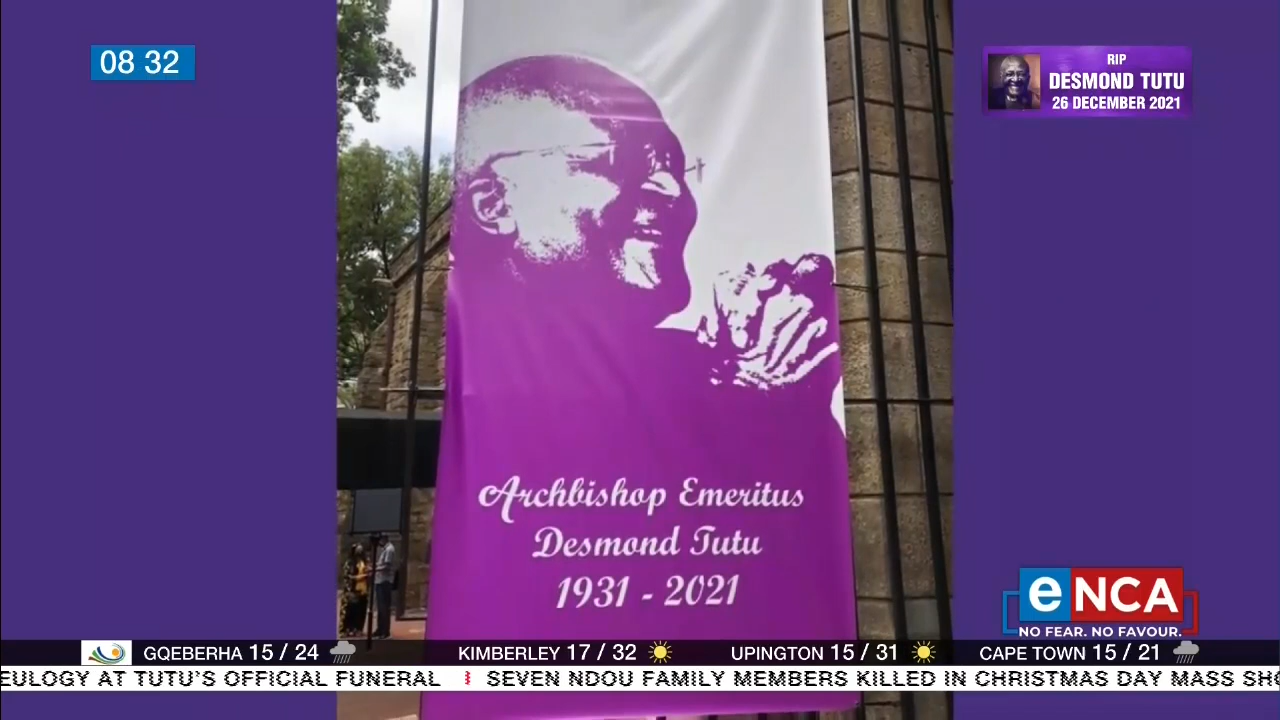 08 32
RIP
DESMOND TUTU
26 DECEMBER 2021
Archbishop Emeritus
Desmond Tutu
1931 - 2021
eNCA
NO FEAR. NO FAVOUR.
GQEBERHA 15 / 24 KIMBERLEY 17 / 32 UPINGTON 15 / 31 CAPE TOWN 15 / 21
EULOGY AT TUTU'S OFFICIAL FUNERAL SEVEN NDOU FAMILY MEMBERS KILLED IN CHRISTMAS DAY MASS